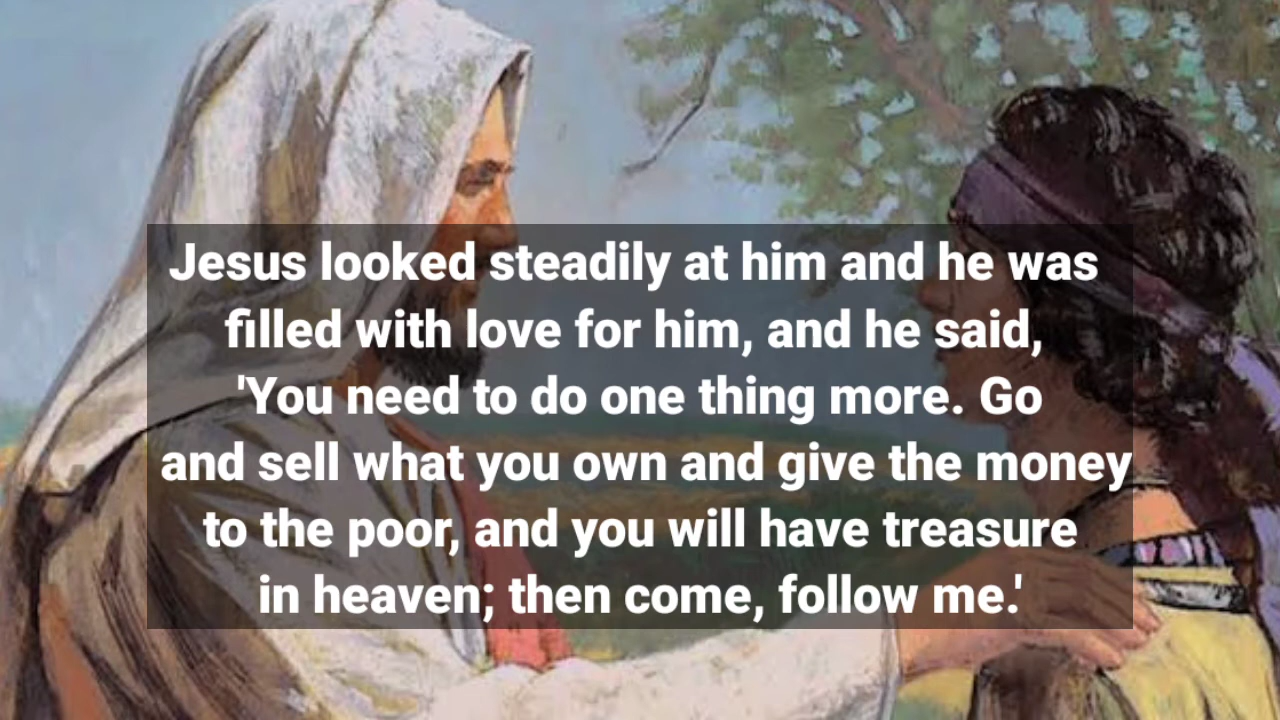 Jesus looked steadily at him and he was
filled with love for him, and he said,
'You need to do one thing more. Go
and sell what you own and give the money
to the poor, and you will have treasure
in heaven; then come, follow me.'